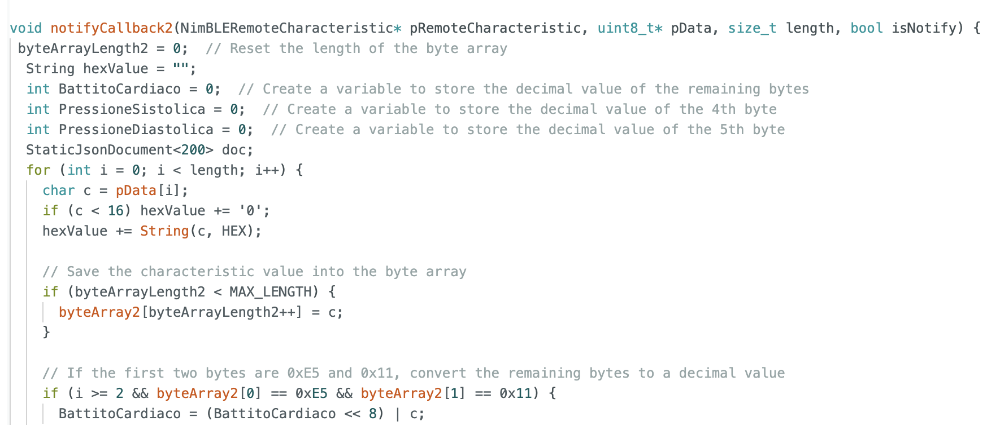 void notifyCallback2(NimBLERemoteCharacteristic* pRemoteCharacteristic, uint8_t* pData, size_t length, bool isNotify) {
byteArrayLength2 = 0;  // Reset the length of the byte array
String hexValue = "";
int BattitoCardiaco = 0;  // Create a variable to store the decimal value of the remaining bytes
int PressioneSistolica = 0;  // Create a variable to store the decimal value of the 4th byte
int PressioneDiastolica = 0;  // Create a variable to store the decimal value of the 5th byte
StaticJsonDocument<200> doc;
for (int i = 0; i < length; i++) {
char c = pData[i];
if (c < 16) hexValue += '0';
hexValue += String(c, HEX);
// Save the characteristic value into the byte array
if (byteArrayLength2 < MAX_LENGTH) {
byteArray2[byteArrayLength2++] = c;
}
// If the first two bytes are 0xE5 and 0x11, convert the remaining bytes to a decimal value
if (i >= 2 && byteArray2[0] == 0xE5 && byteArray2[1] == 0x11) {
BattitoCardiaco = (BattitoCardiaco << 8) | c;